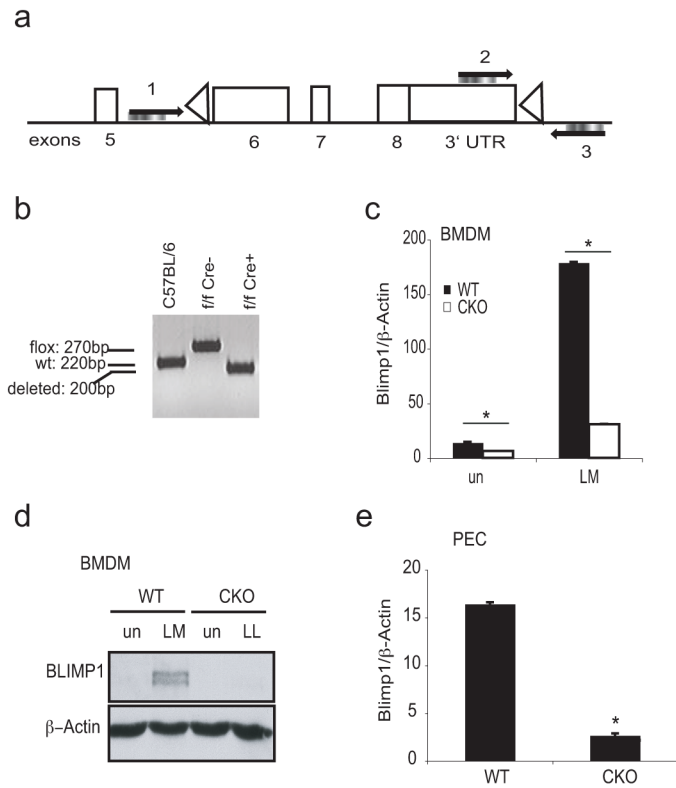 a
1
2
exons
5
6
7
8
3' UTR
3
b
C57BL/6
f/f Cre-
f/f Cre+
flox: 270bp
wt: 220bp
deleted: 200bp
c
BMDM
Blimp1/β-Actin
200
150
100
50
0
WT
CKO
*
*
un
LM
d
BMDM
WT
CKO
un
LM
un
LL
BLIMP1
β-Actin
e
PEC
Blimp1/β-Actin
20
15
10
5
0
*
WT
CKO